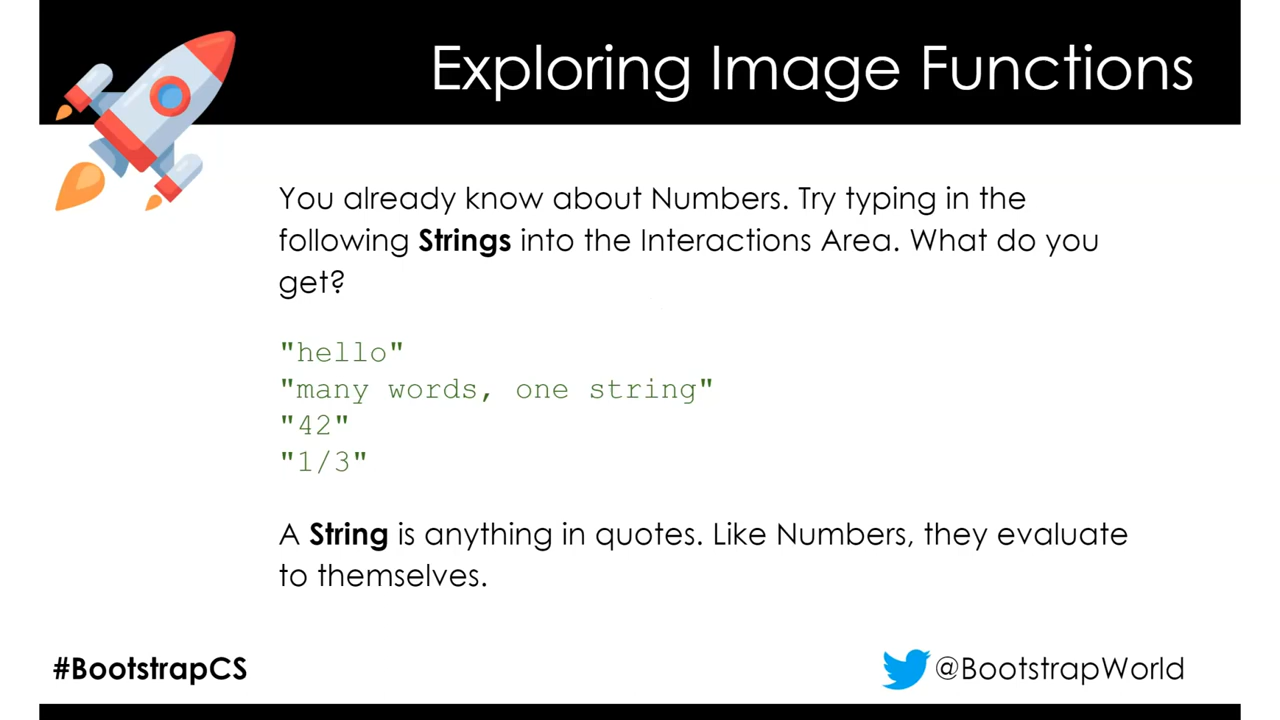 Exploring Image Functions
You already know about Numbers. Try typing in the
following Strings into the Interactions Area. What do you
get?
"hello"
"many words, one string"
"42"
"1/3"
A String is anything in quotes. Like Numbers, they evaluate
to themselves.
#BootstrapCS
@BootstrapWorld